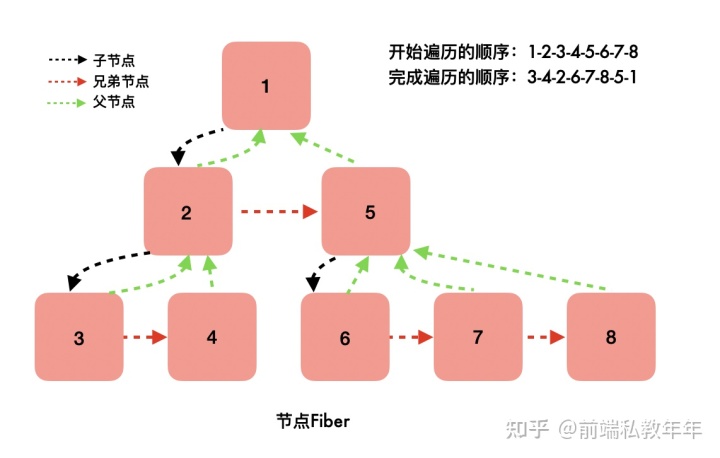 子节点
兄弟节点
父节点
开始遍历的顺序：1-2-3-4-5-6-7-8
完成遍历的顺序：3-4-2-6-7-8-5-1
1
2
5
3
4
6
7
8
节点Fiber
知乎 @前端私教年年